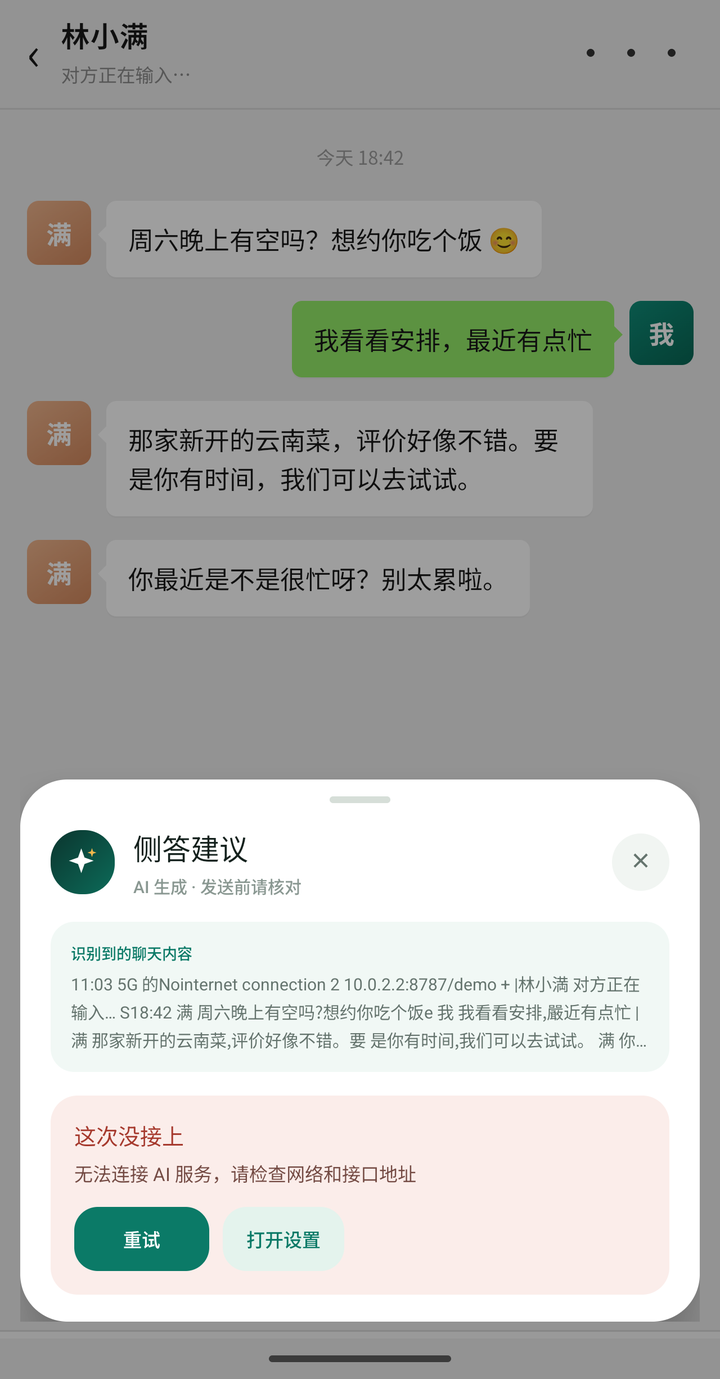 林小满
对方正在输入…
今天 18:42
满
周六晚上有空吗？想约你吃个饭 😊
我看看安排，最近有点忙
我
满
那家新开的云南菜，评价好像不错。要
是你有时间，我们可以去试试。
满
你最近是不是很忙呀？别太累啦。
侧答建议
AI 生成 · 发送前请核对
识别到的聊天内容
11:03 5G 的Nointernet connection 2 10.0.2.2:8787/demo + |林小满 对方正在
输入... S18:42 满 周六晚上有空吗?想约你吃个饭e 我 我看看安排,嚴近有点忙 |
满 那家新开的云南菜,评价好像不错。要 是你有时间,我们可以去试试。 满 你…
这次没接上
无法连接 AI 服务，请检查网络和接口地址
重试
打开设置